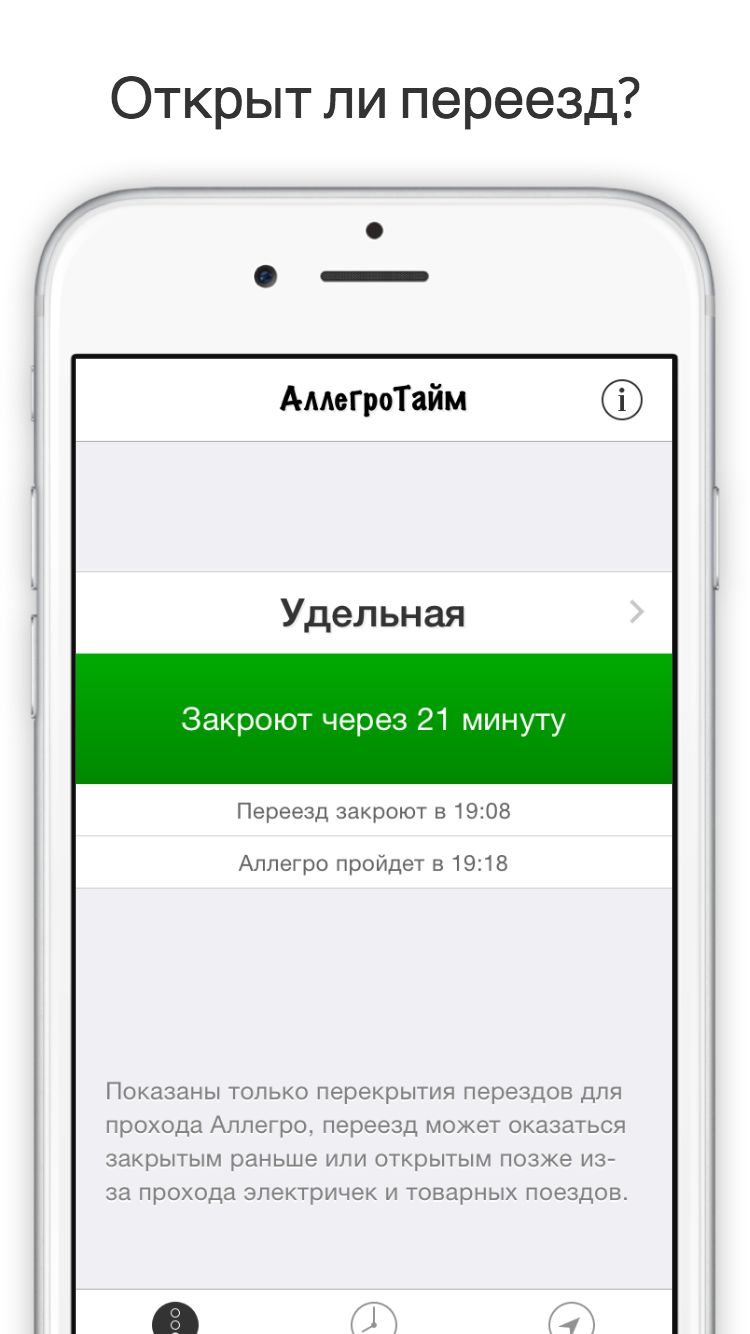 Открыт ли переезд?
АллегроТайм
i
Удельная
Закроют через 21 минуту
Переезд закроют в 19:08
Аллегро пройдет в 19:18
Показаны только перекрытия перездов для
прохода Аллегро, переезд может оказаться
закрытым раньше или открытым позже из-
за прохода электричек и товарных поездов.